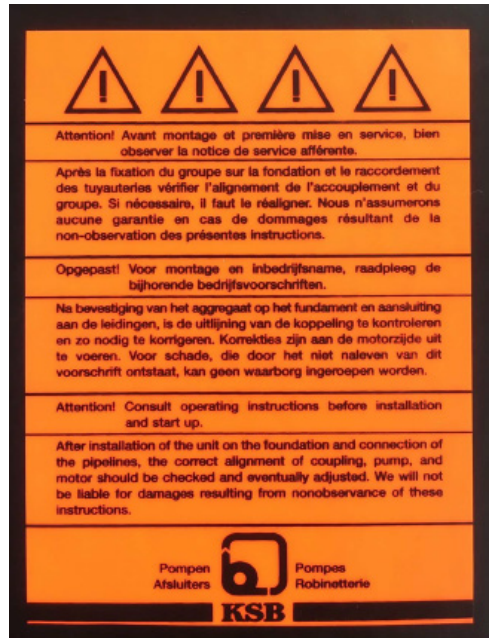 Attention! Avant montage et première mise en service, bien
observer la notice de service afférente.
Après la fixation du groupe sur la fondation et le raccordement
des tuyauteries vérifier l'alignement de l'accouplement et du
groupe. Si nécessaire, il faut le réaligner. Nous n'assumerons
aucune garantie en cas de dommages résultant de la
non-observation des présentes instructions.
Opgepast! Voor montage en inbedrijfsname, raadpleeg de
bijhorende bedrijfsvoorschriften.
Na bevestiging van het aggregaat op het fundament en aansluiting
aan de leidingen, is de uitlijning van de koppeling te kontroleren
en zo nodig te korrigeren. Korrekties zijn aan de motorzijde uit
te voeren. Voor schade, die door het niet naleven van dit
voorschrift ontstaat, kan geen waarborg ingeroepen worden.
Attention! Consult operating instructions before installation
and start up.
After installation of the unit on the foundation and connection of
the pipelines, the correct alignment of coupling, pump, and
motor should be checked and eventually adjusted. We will not
be liable for damages resulting from nonobservance of these
instructions.
Pompen Pompes
Afsluiters Robinetterie
KSB